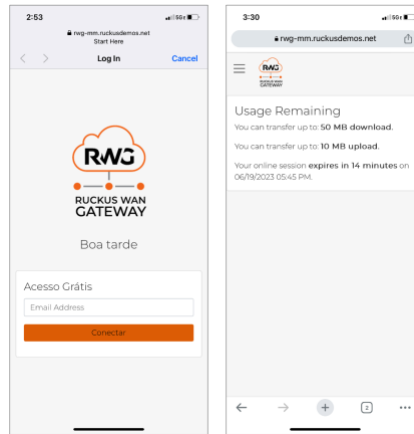 2:53
rwg-mm.ruckusdemos.net
Start Here
Log In
Cancel
RWG
RUCKUS WAN
GATEWAY
Boa tarde
Acesso Grátis
Email Address
Conectar
3:30
rwg-mm.ruckusdemos.net
RWG
RUCKUS WAN
GATEWAY
Usage Remaining
You can transfer up to: 50 MB download.
You can transfer up to: 10 MB upload.
Your online session expires in 14 minutes on
06/19/2023 05:45 PM.
2